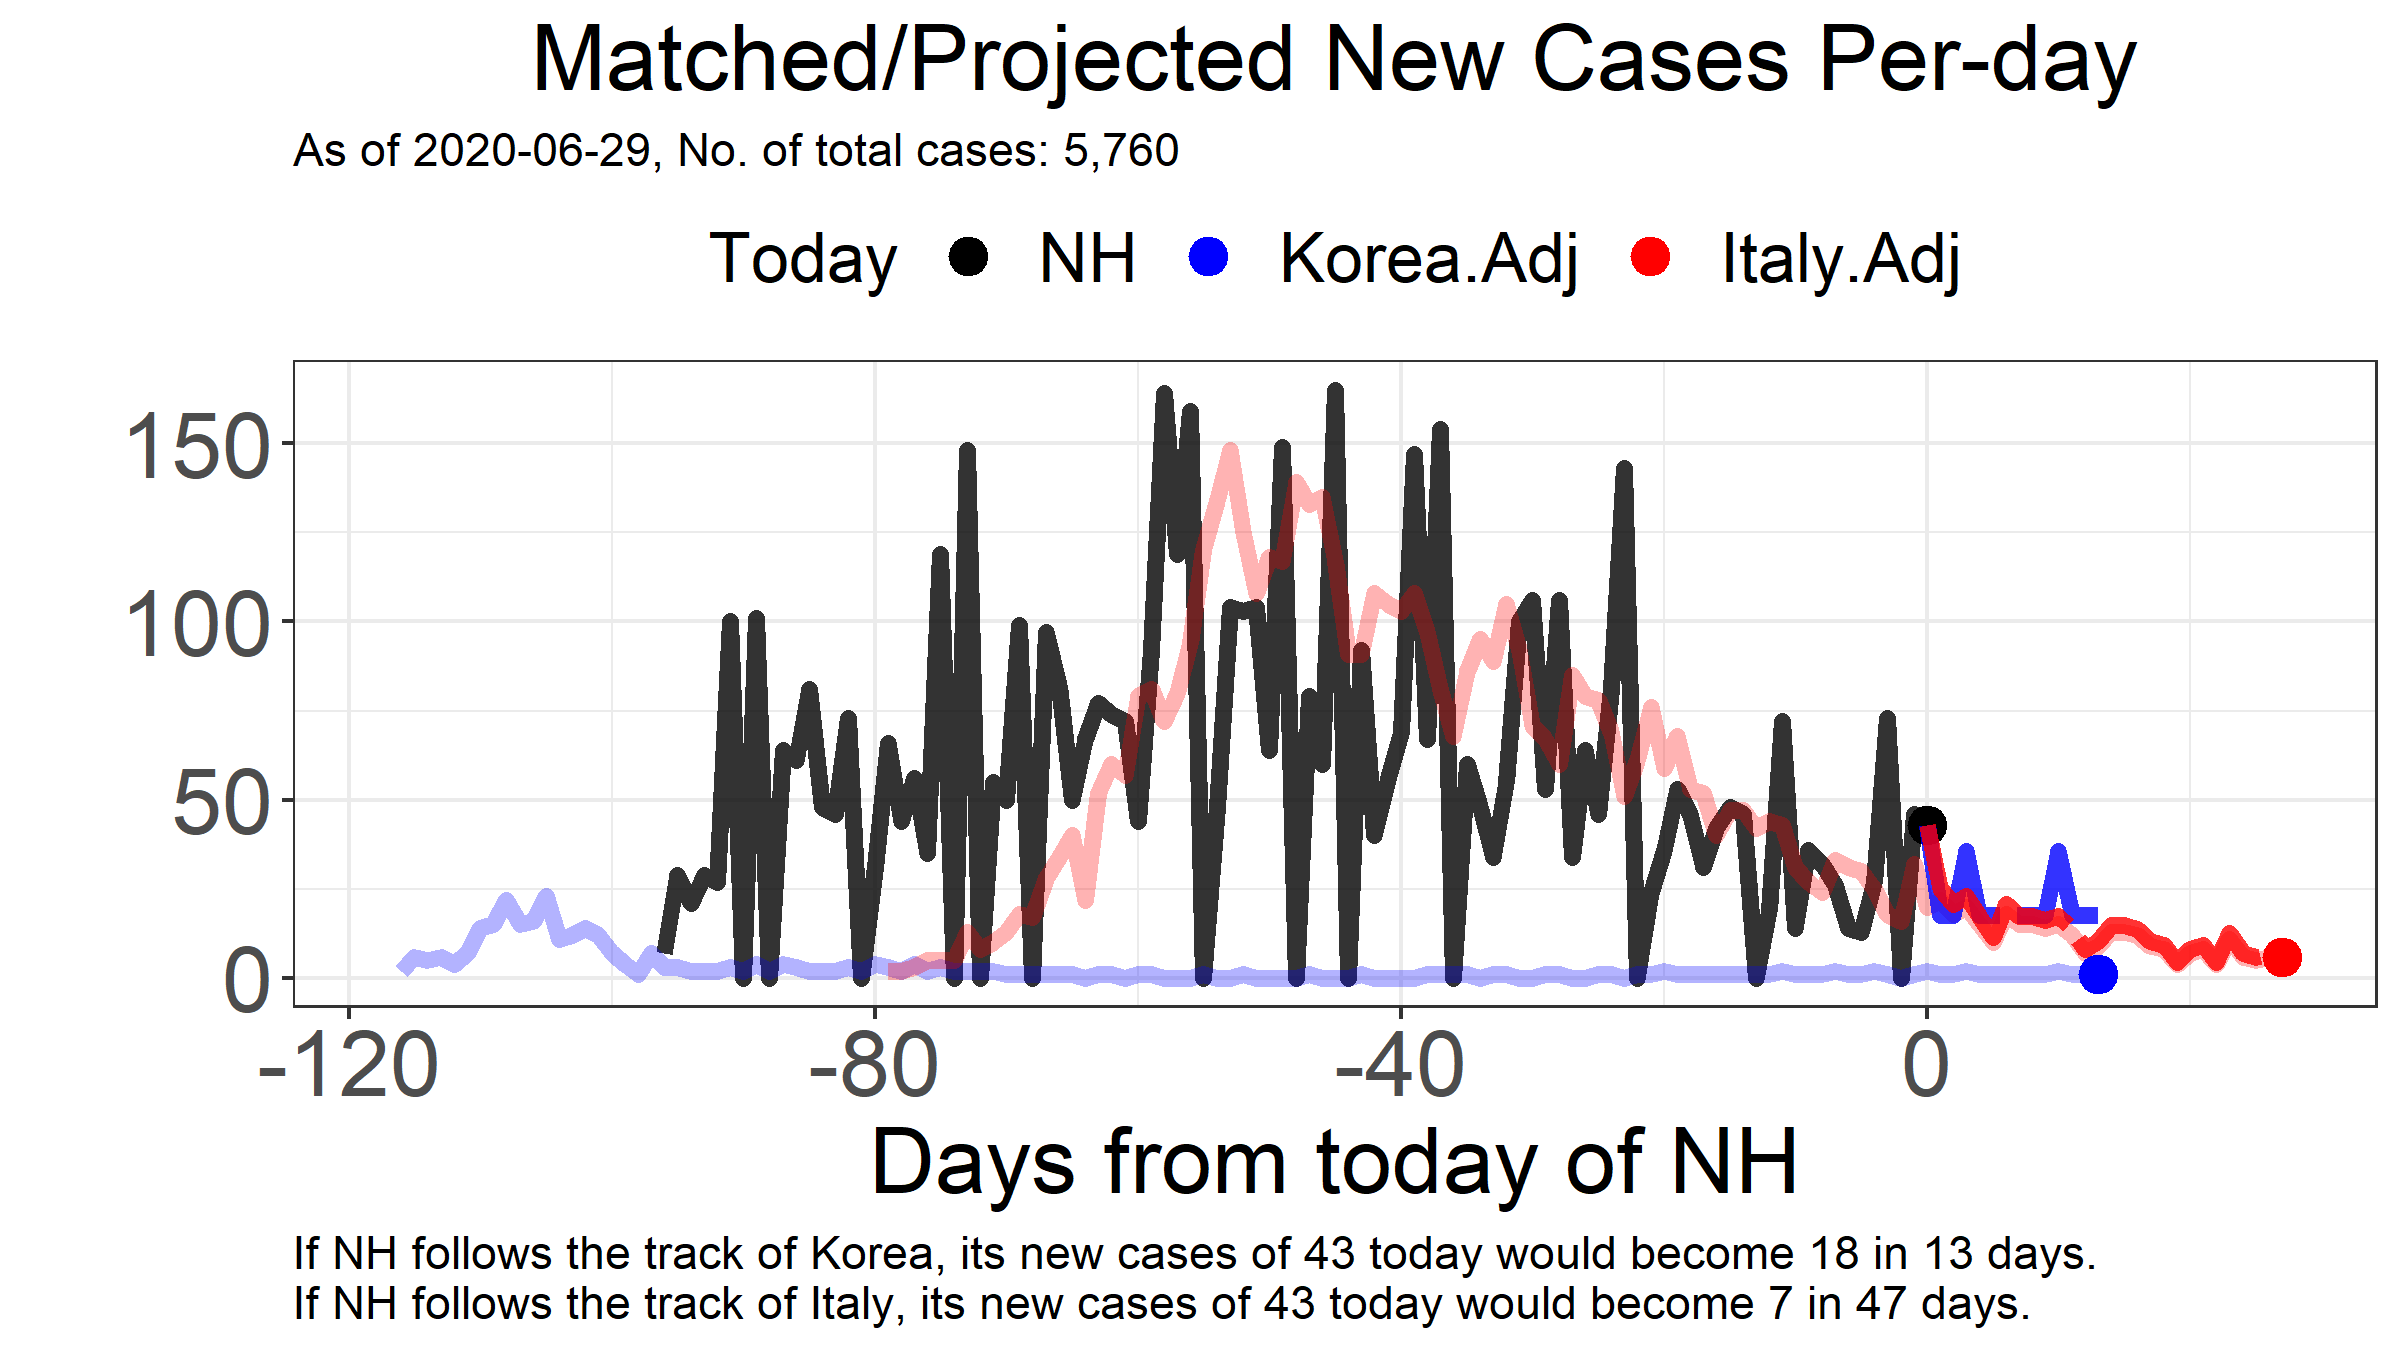 Matched/Projected New Cases Per-day
As of 2020-06-29, No. of total cases: 5,760
Today NH Korea.Adj Italy.Adj
150
100
50
0
-120 -80 -40 0
Days from today of NH
If NH follows the track of Korea, its new cases of 43 today would become 18 in 13 days.
If NH follows the track of Italy, its new cases of 43 today would become 7 in 47 days.